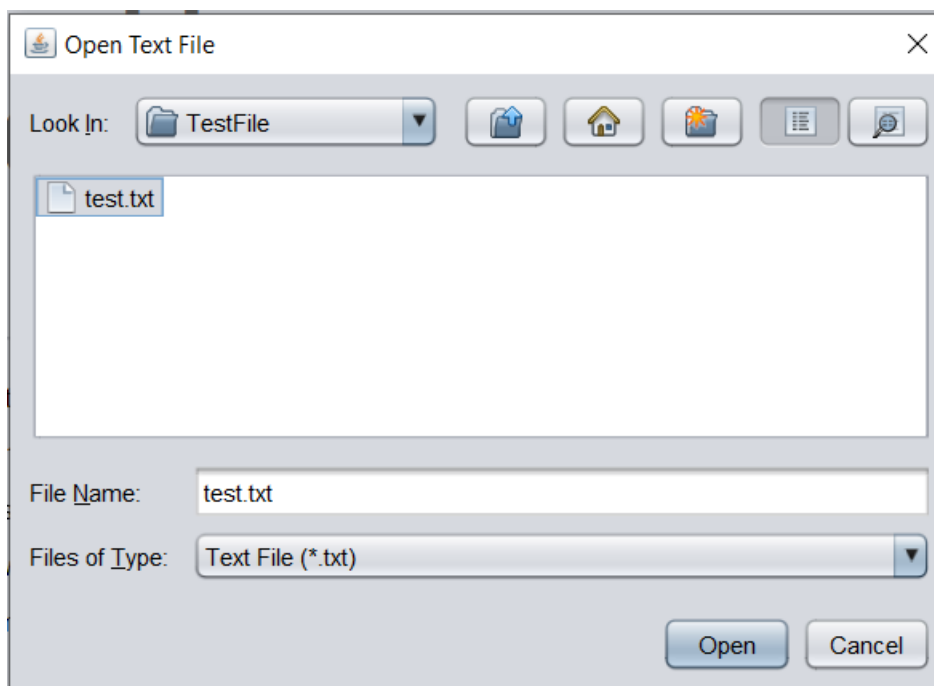 Open Text File
Look In: TestFile
test.txt
File Name: test.txt
Files of Type: Text File (*.txt)
Open Cancel